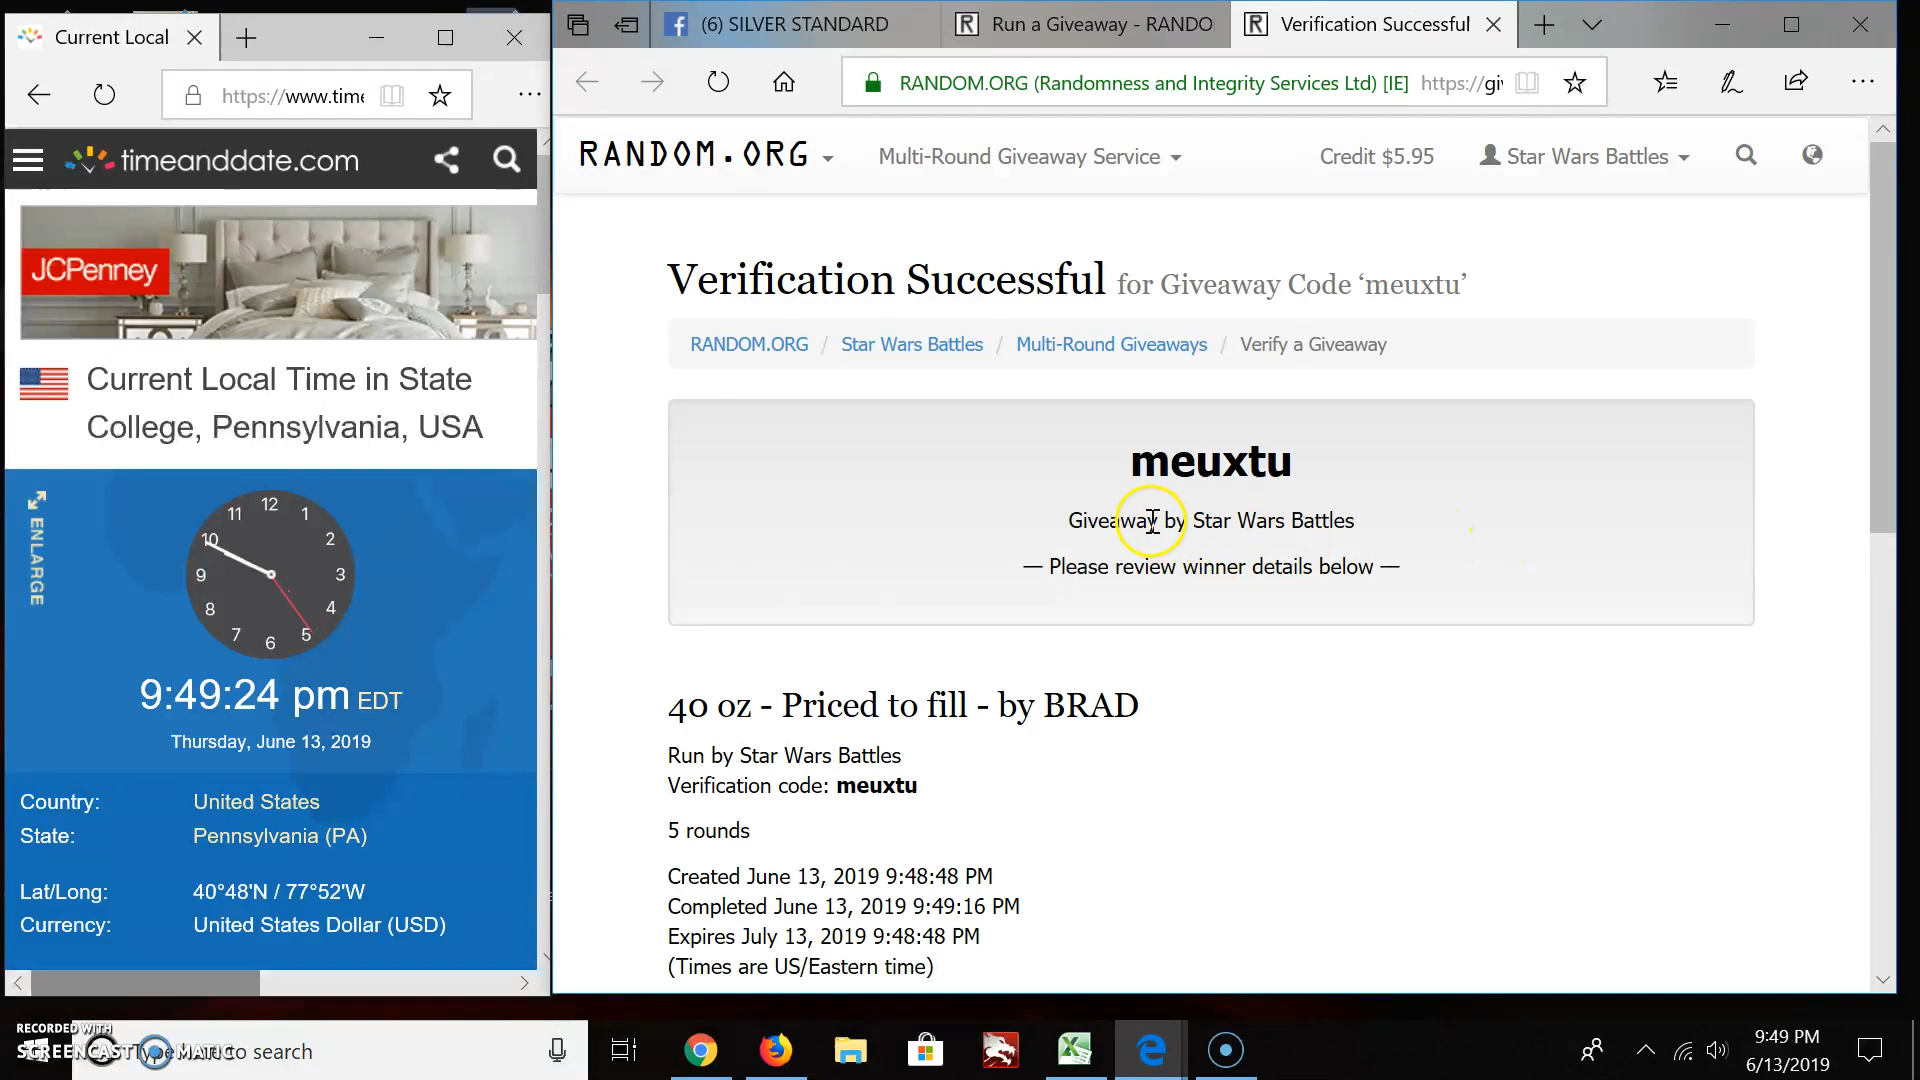 Current Local
https://www.time
timeanddate.com
JCPenney
Current Local Time in State
College, Pennsylvania, USA
ENLARGE
12
1
2
3
4
5
6
7
8
9
10
11
9:49:24 pm EDT
Thursday, June 13, 2019
Country: United States
State: Pennsylvania (PA)
Lat/Long: 40°48'N / 77°52'W
Currency: United States Dollar (USD)
(6) SILVER STANDARD
Run a Giveaway - RANDO
Verification Successful
RANDOM.ORG (Randomness and Integrity Services Ltd) [IE] https://giv
RANDOM.ORG
Multi-Round Giveaway Service
Credit $5.95
Star Wars Battles
Verification Successful for Giveaway Code ‘meuxtu’
RANDOM.ORG / Star Wars Battles / Multi-Round Giveaways / Verify a Giveaway
meuxtu
Giveaway by Star Wars Battles
— Please review winner details below —
40 oz - Priced to fill - by BRAD
Run by Star Wars Battles
Verification code: meuxtu
5 rounds
Created June 13, 2019 9:48:48 PM
Completed June 13, 2019 9:49:16 PM
Expires July 13, 2019 9:48:48 PM
(Times are US/Eastern time)
RECORDED WITH
SCREENCAST MATIC
to search
9:49 PM
6/13/2019